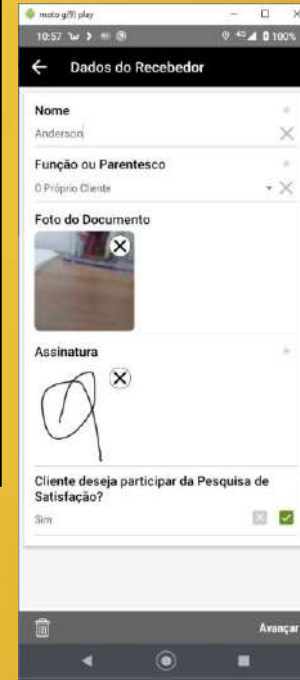 moto g(9) play
10:57
4G 100%
Dados do Recebedor
Nome
Anderson
Função ou Parentesco
O Próprio Cliente
Foto do Documento
Assinatura
Cliente deseja participar da Pesquisa de
Satisfação?
Sim
Avançar